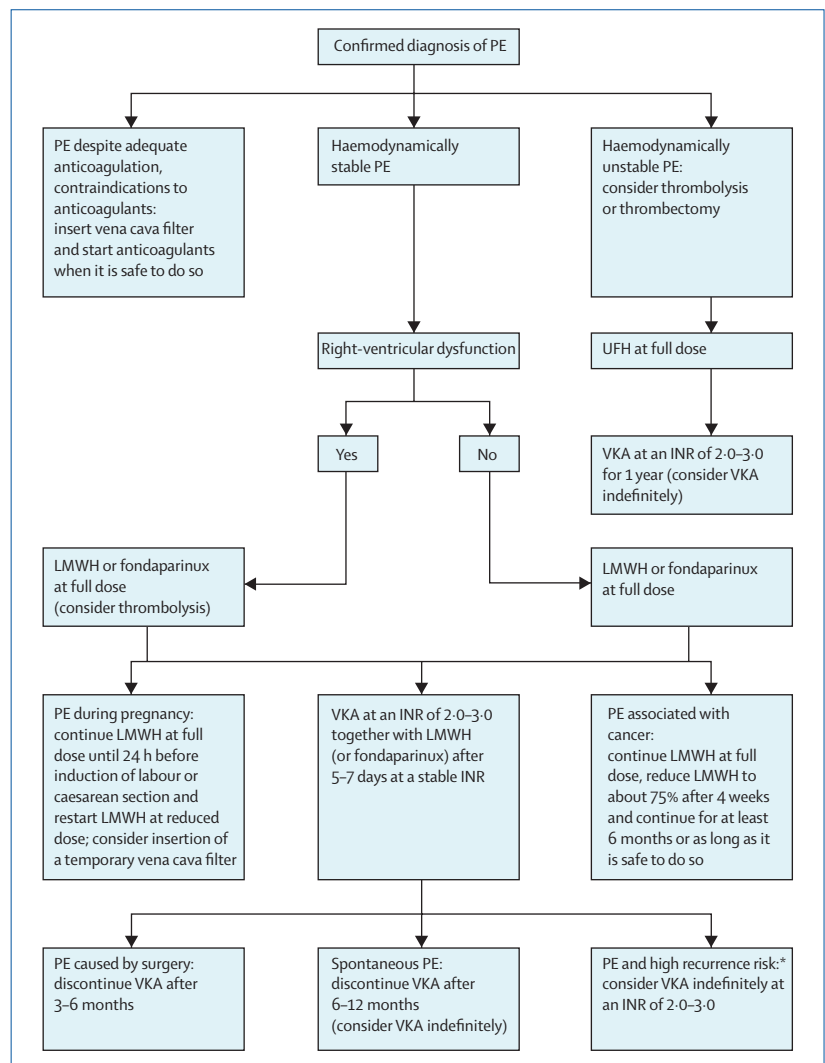 Confirmed diagnosis of PE
PE despite adequate
anticoagulation,
contraindications to
anticoagulants:
insert vena cava filter
and start anticoagulants
when it is safe to do so
Haemodynamically
stable PE
Haemodynamically
unstable PE:
consider thrombolysis
or thrombectomy
Right-ventricular dysfunction
UFH at full dose
Yes
No
VKA at an INR of 2·0–3·0
for 1 year (consider VKA
indefinitely)
LMWH or fondaparinux
at full dose
(consider thrombolysis)
LMWH or fondaparinux
at full dose
PE during pregnancy:
continue LMWH at full
dose until 24 h before
induction of labour or
caesarean section and
restart LMWH at reduced
dose; consider insertion of
a temporary vena cava filter
VKA at an INR of 2·0–3·0
together with LMWH
(or fondaparinux) after
5–7 days at a stable INR
PE associated with
cancer:
continue LMWH at full
dose, reduce LMWH to
about 75% after 4 weeks
and continue for at least
6 months or as long as it
is safe to do so
PE caused by surgery:
discontinue VKA after
3–6 months
Spontaneous PE:
discontinue VKA after
6–12 months
(consider VKA indefinitely)
PE and high recurrence risk:*
consider VKA indefinitely at
an INR of 2·0–3·0